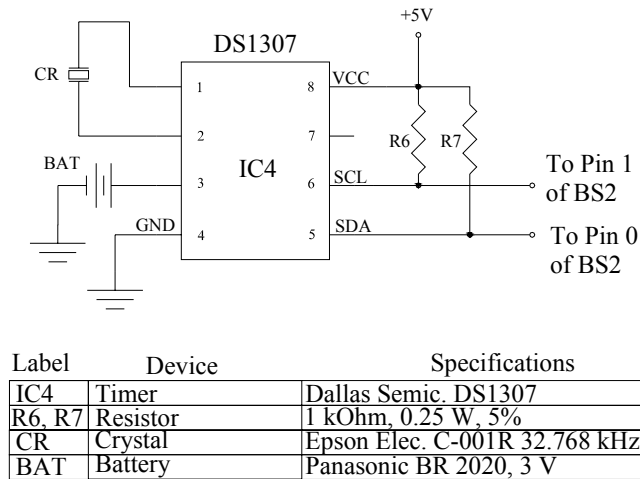 +5V
DS1307
CR
1
8
VCC
2
7
R6
R7
BAT
IC4
To Pin 1
of BS2
3
6
SCL
GND
4
5
SDA
To Pin 0
of BS2
Label Device Specifications
IC4 Timer Dallas Semic. DS1307
R6, R7 Resistor 1 kOhm, 0.25 W, 5%
CR Crystal Epson Elec. C-001R 32.768 kHz
BAT Battery Panasonic BR 2020, 3 V